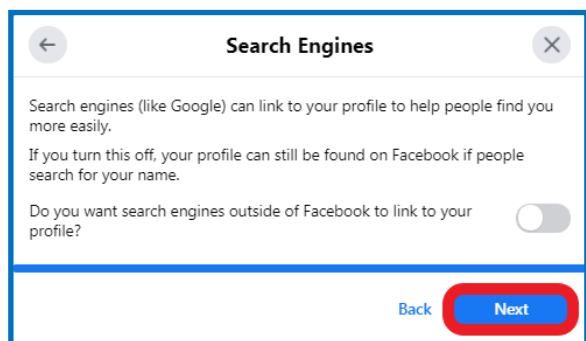 Search Engines
Search engines (like Google) can link to your profile to help people find you
more easily.
If you turn this off, your profile can still be found on Facebook if people
search for your name.
Do you want search engines outside of Facebook to link to your
profile?
Back Next